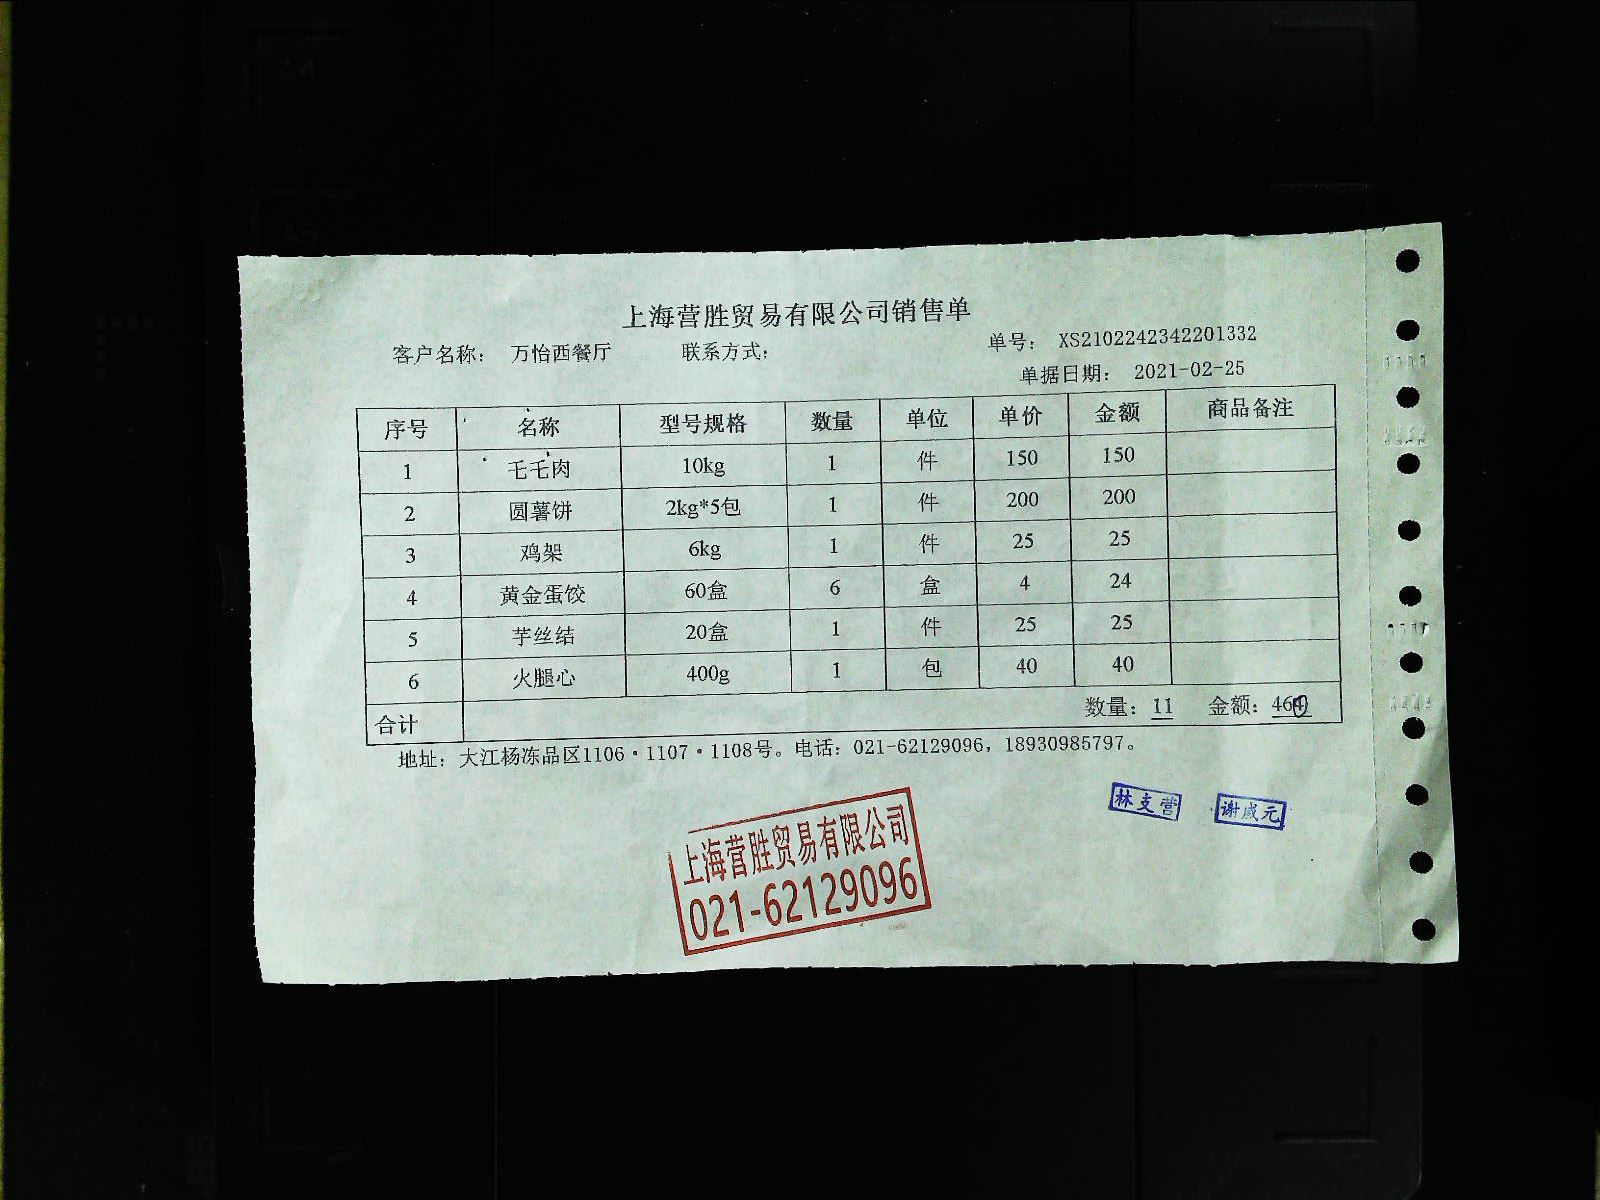 上海营胜贸易有限公司销售单
客户名称： 万怡西餐厅 联系方式： 单号： XS2102242342201332
单据日期： 2021-02-25
序号 名称 型号规格 数量 单位 单价 金额 商品备注
1 毛毛肉 10kg 1 件 150 150
2 圆薯饼 2kg*5包 1 件 200 200
3 鸡架 6kg 1 件 25 25
4 黄金蛋饺 60盒 6 盒 4 24
5 芋丝结 20盒 1 件 25 25
6 火腿心 400g 1 包 40 40
合计 数量：11 金额：464
地址：大江杨冻品区1106·1107·1108号。电话：021-62129096，18930985797。
林支营 谢咸元
上海营胜贸易有限公司
021-62129096